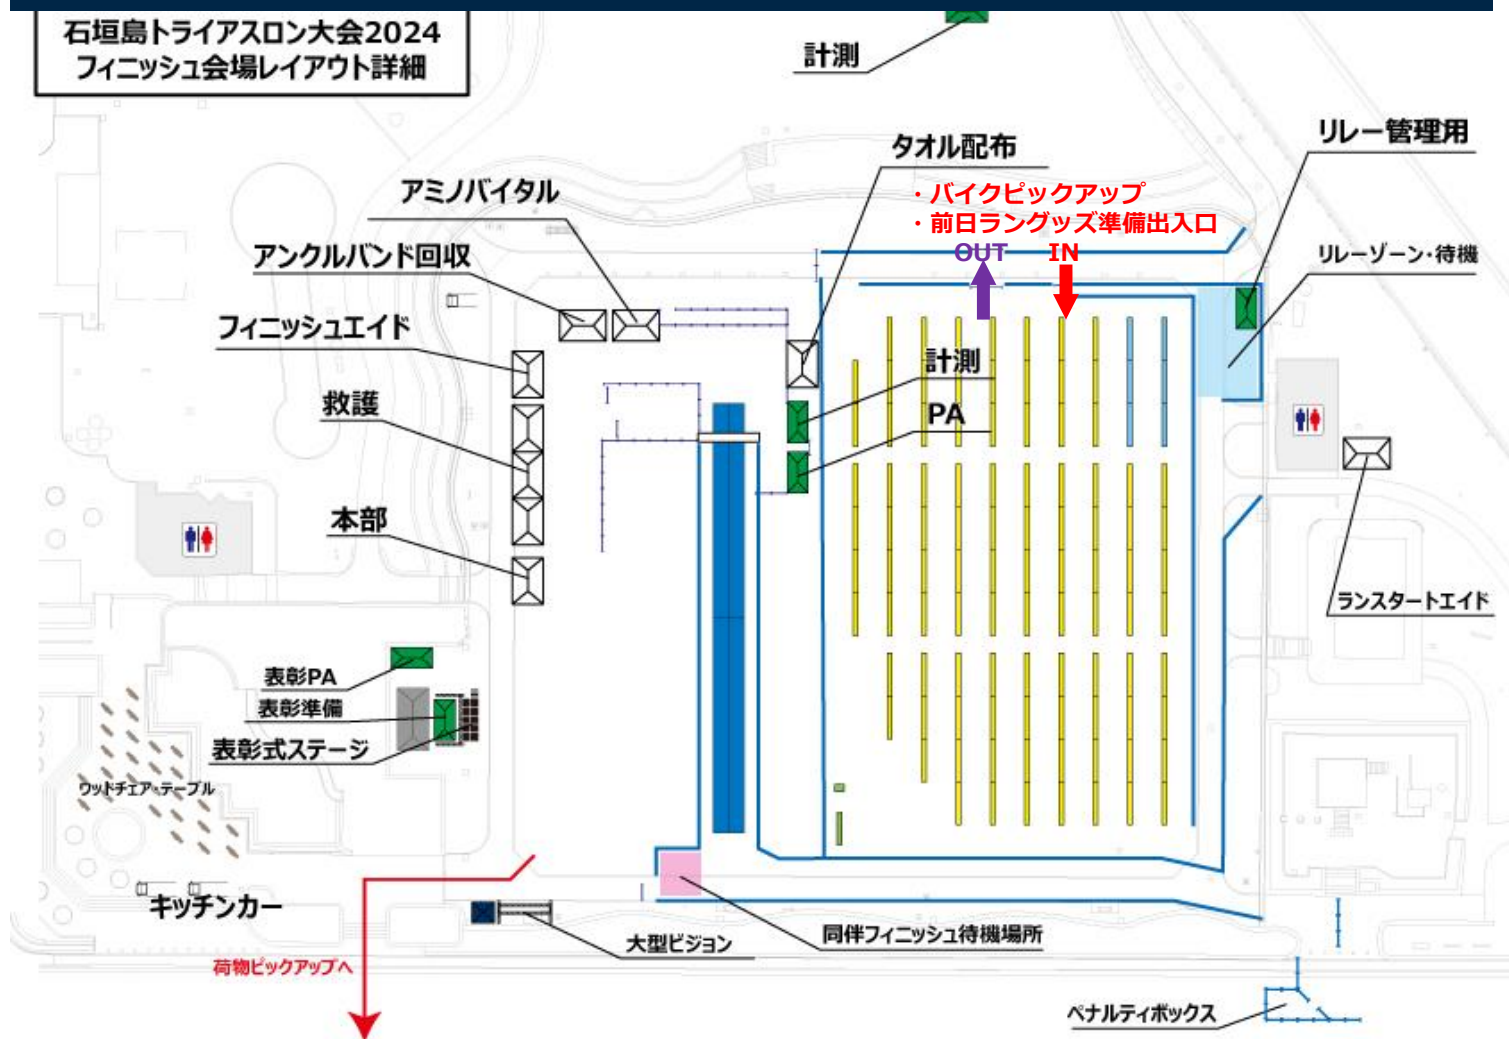 石垣島トライアスロン大会2024
フィニッシュ会場レイアウト詳細
計測
リレー管理用
タオル配布
アミノバイタル
・バイクピックアップ
・前日ラングッズ準備出入口
アンクルバンド回収
OUT
IN
リレーゾーン・待機
フィニッシュエイド
計測
救護
PA
本部
ランスタートエイド
表彰PA
表彰準備
表彰式ステージ
ウッドチェア・テーブル
キッチンカー
大型ビジョン
同伴フィニッシュ待機場所
荷物ピックアップへ
ペナルティボックス